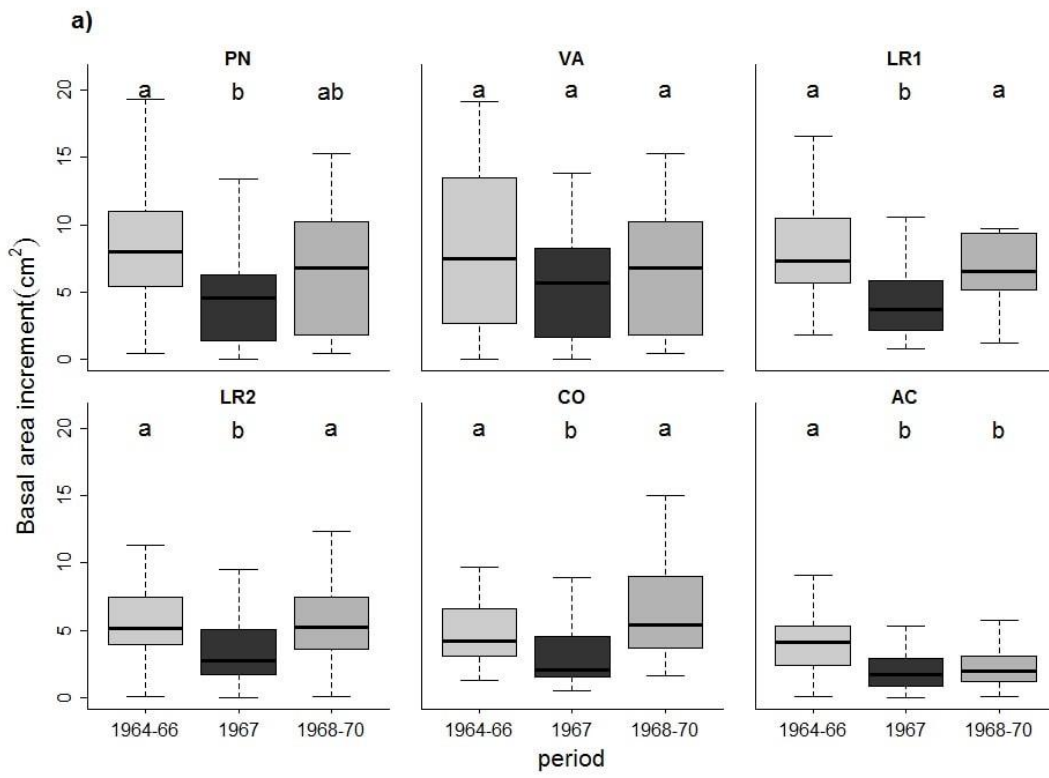 a)
PN VA LR1
a b ab a a a a b a
20
15
10
5
0
LR2 CO AC
a b a a b a a b b
20
15
10
5
0
Basal area increment(cm²)
1964-66 1967 1968-70 1964-66 1967 1968-70 1964-66 1967 1968-70
period